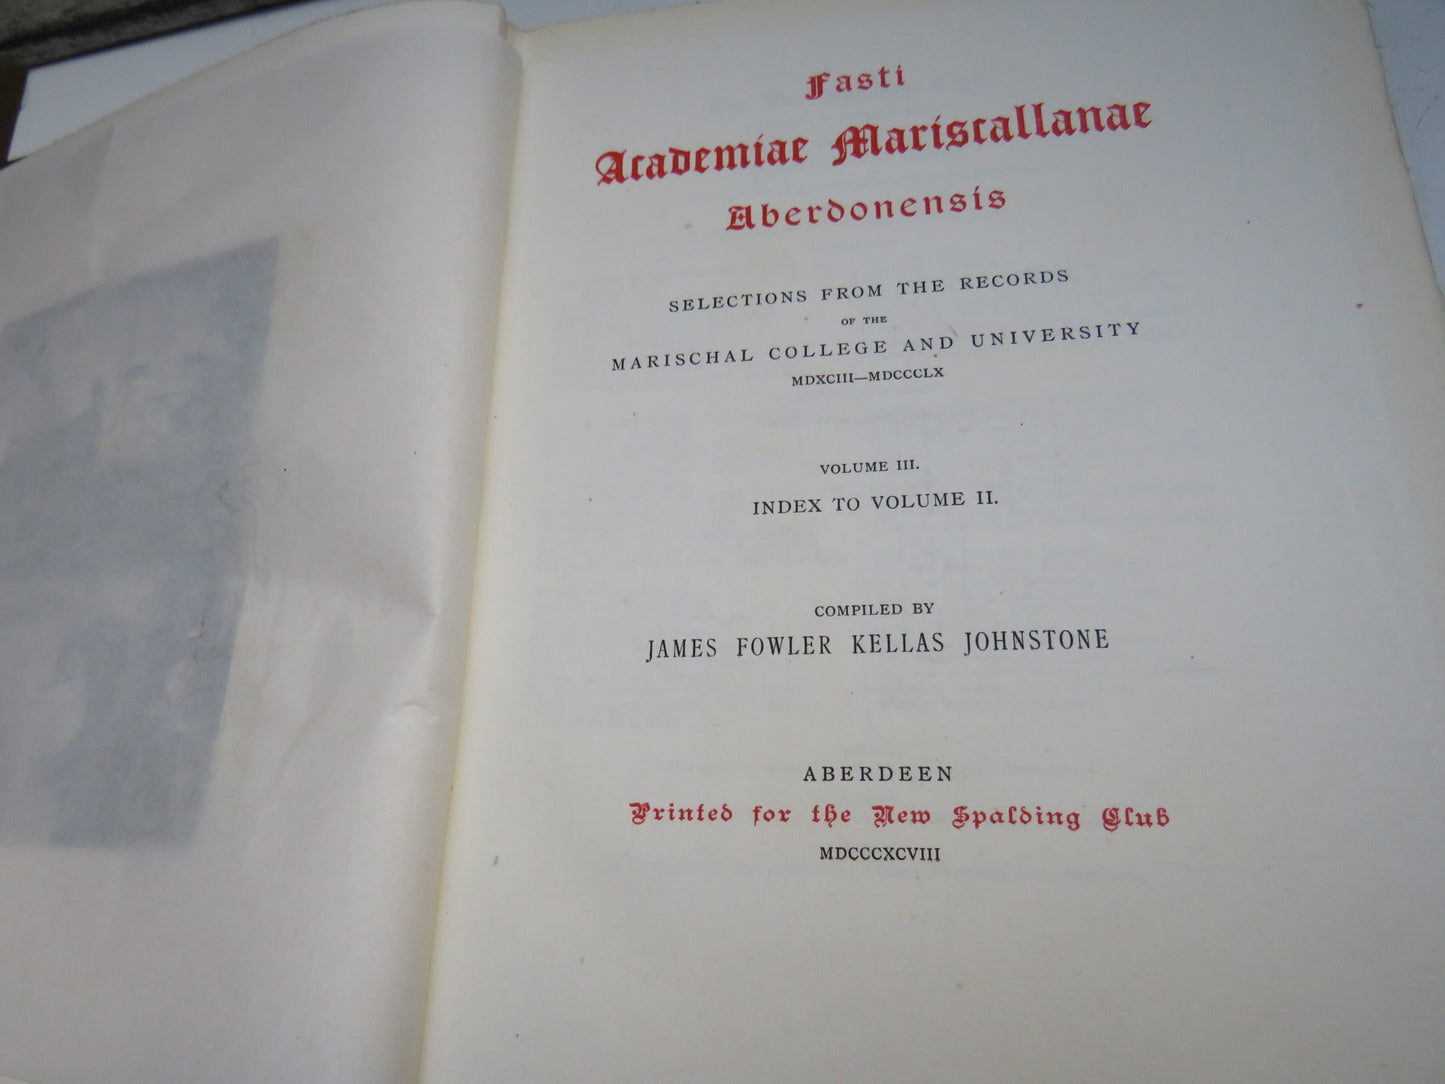 Fasti
Academiae Mariscallanae
Aberdonensis
SELECTIONS FROM THE RECORDS
OF THE
MARISCHAL COLLEGE AND UNIVERSITY
MDXCIII—MDCCCLX
VOLUME III.
INDEX TO VOLUME II.
COMPILED BY
JAMES FOWLER KELLAS JOHNSTONE
ABERDEEN
Printed for the New Spalding Club
MDCCCXCVIII